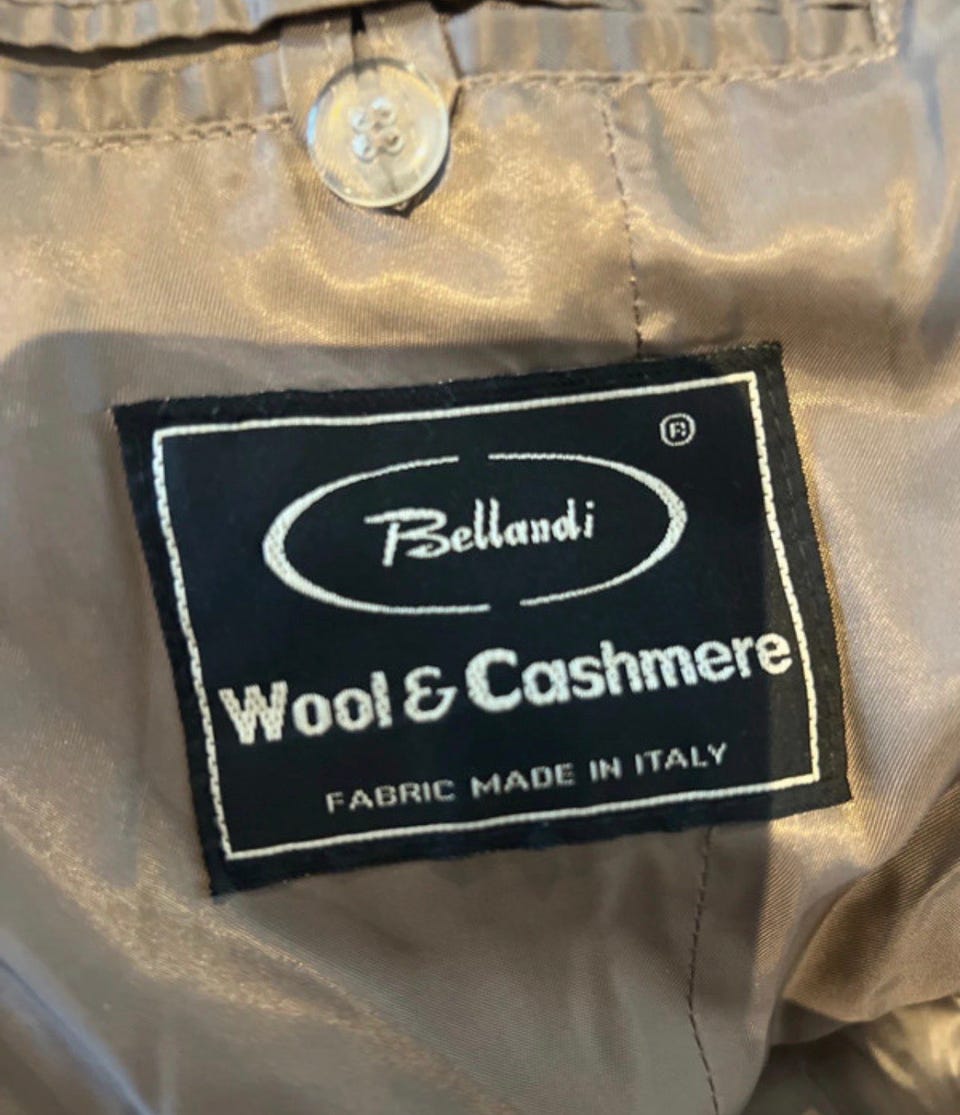 ®
Bellandi
Wool & Cashmere
FABRIC MADE IN ITALY